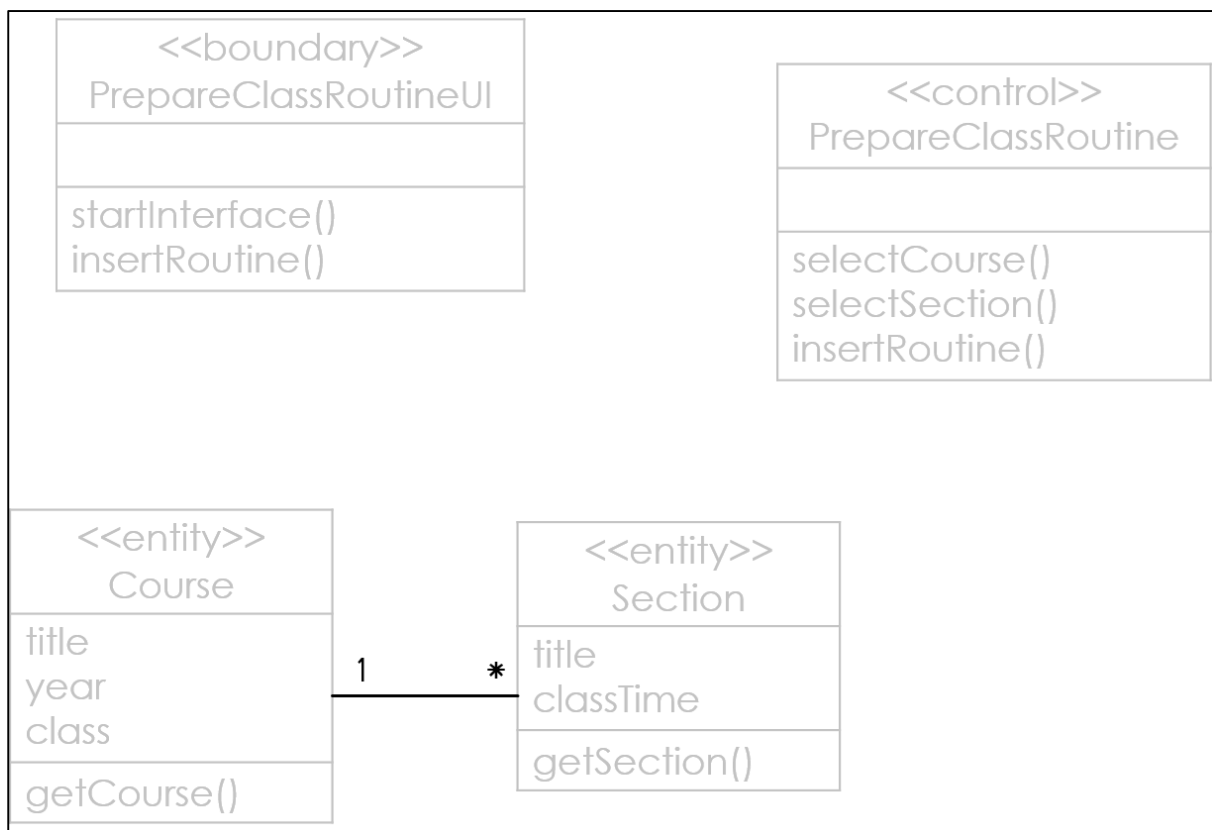 <<boundary>>
PrepareClassRoutineUI
startInterface()
insertRoutine()
<<control>>
PrepareClassRoutine
selectCourse()
selectSection()
insertRoutine()
<<entity>>
Course
title
year
class
getCourse()
1
*
<<entity>>
Section
title
classTime
getSection()